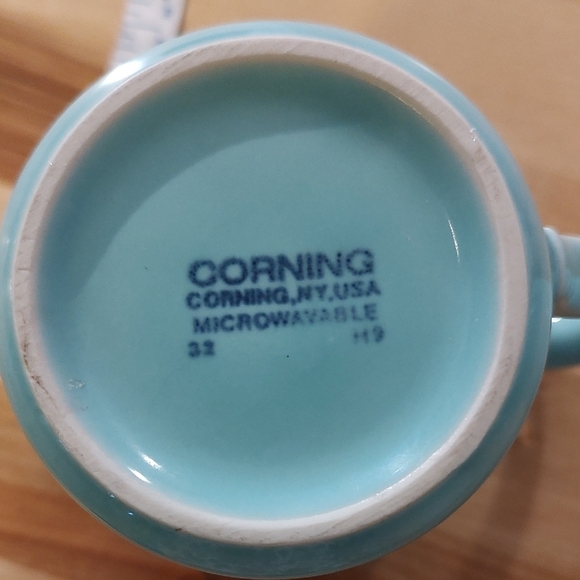 CORNING
CORNING,NY,USA
MICROWAVABLE
32 H9